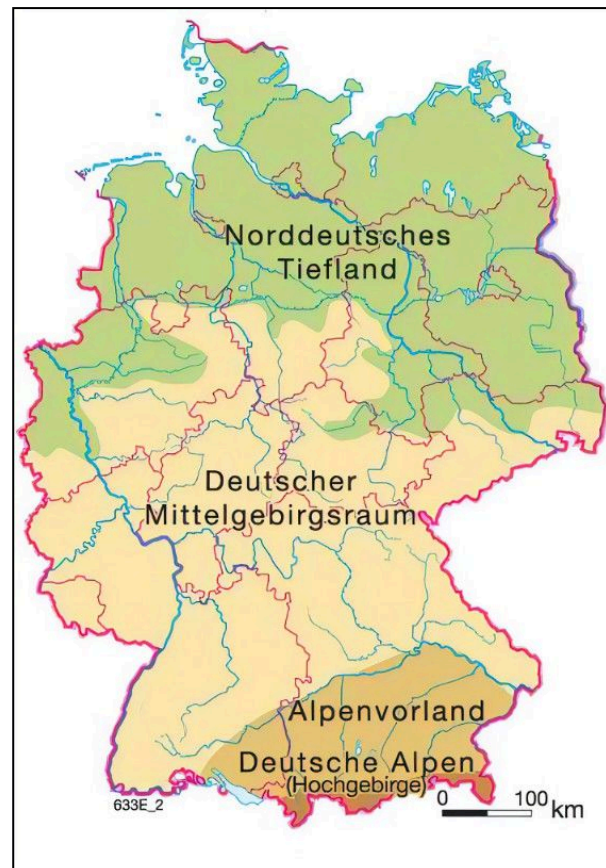 Norddeutsches
Tiefland
Deutscher
Mittelgebirgsraum
Alpenvorland
Deutsche Alpen
(Hochgebirge)
0 100
km
633E_2